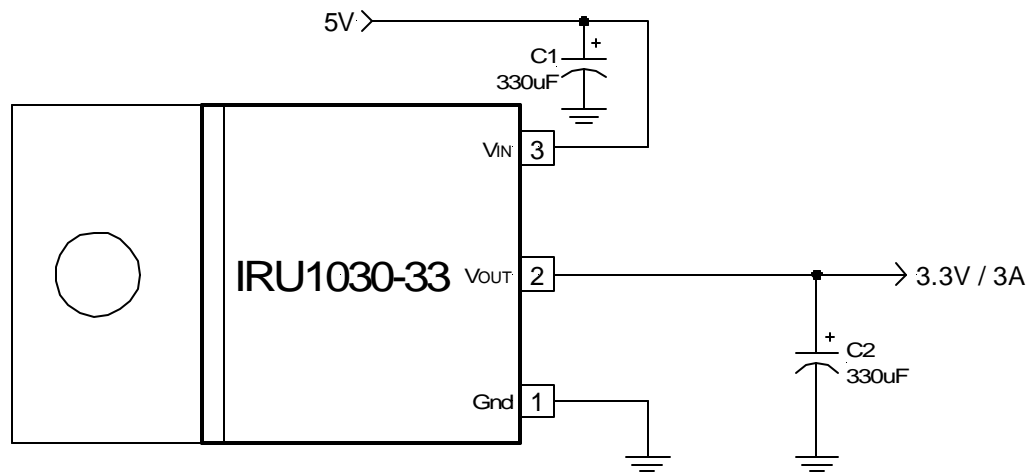 5V
+
C1
330uF
VIN 3
IRU1030-33
VOUT 2
3.3V / 3A
+
C2
330uF
Gnd 1